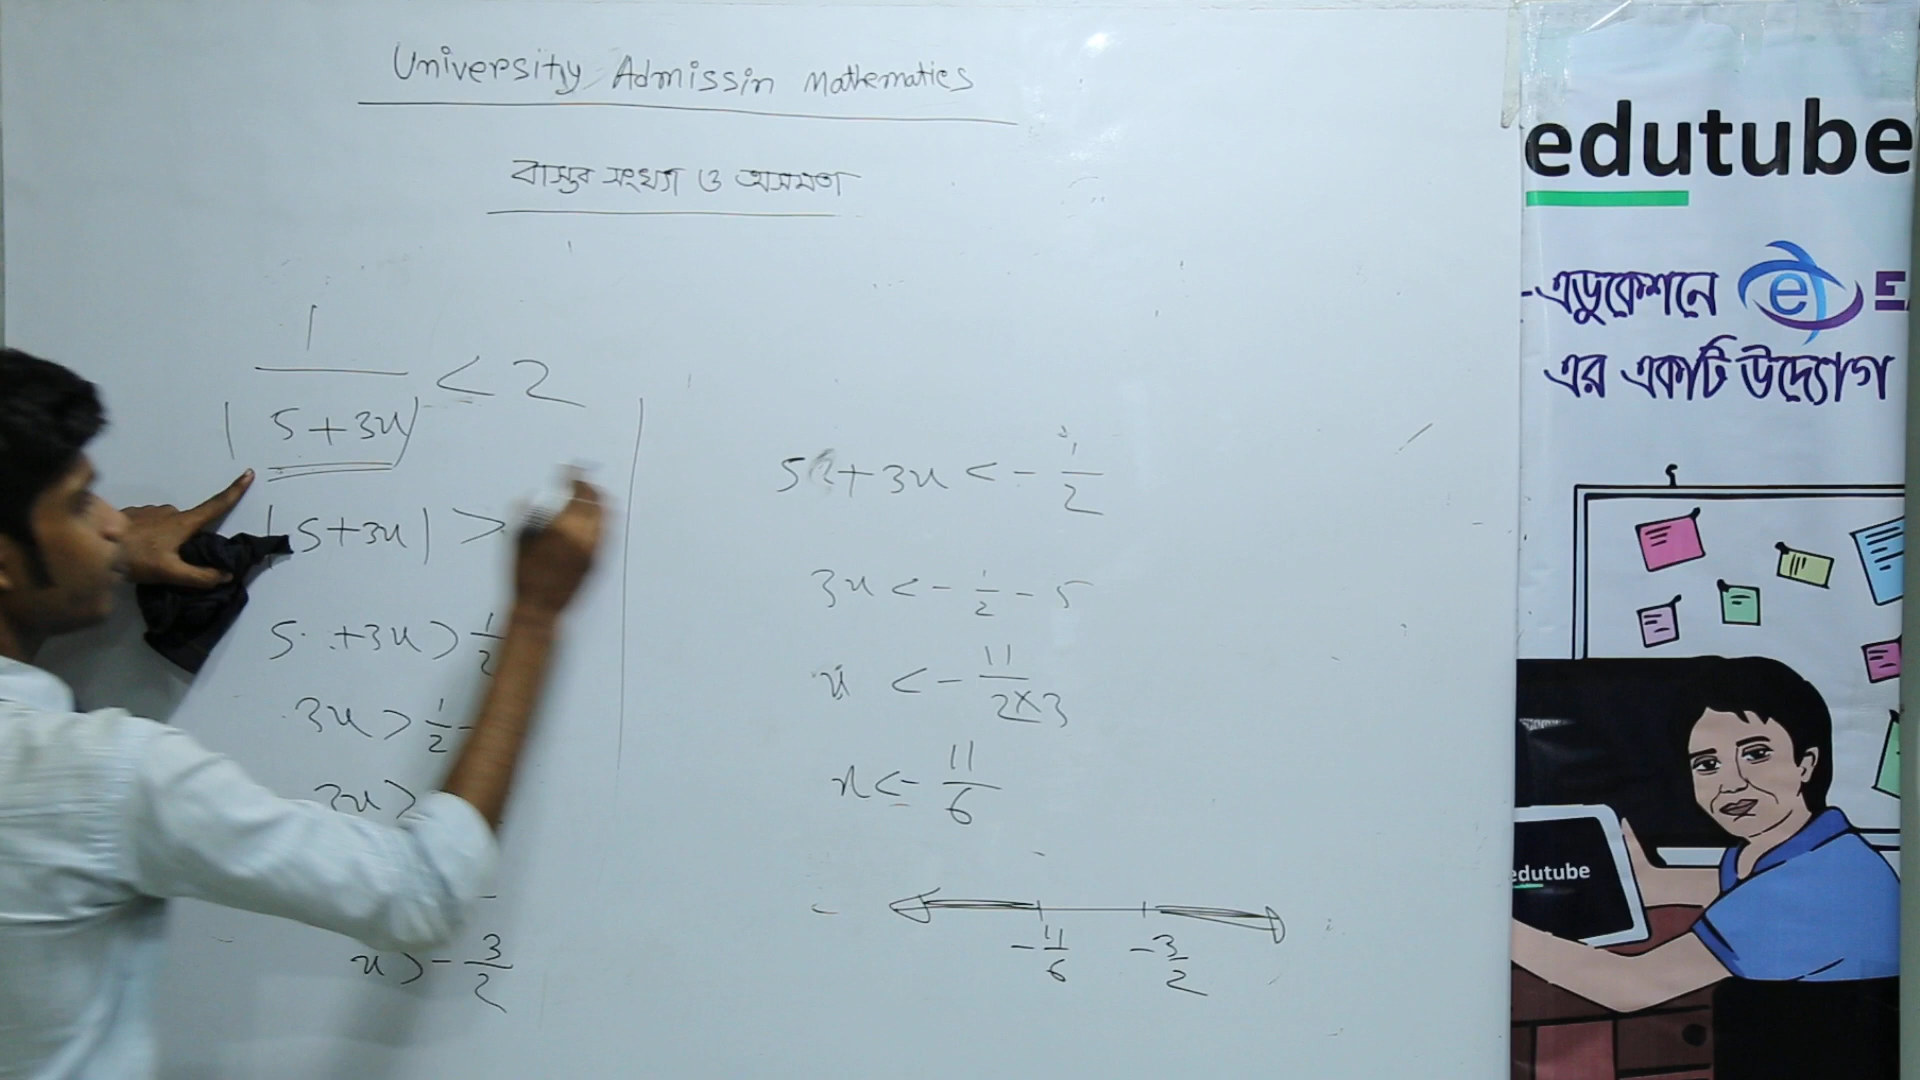 University Admissin Mathematics
বাস্তব সংখ্যা ও অসমতা
1
| 5+3x | < 2
|5+3x| >
5 +3x > 1/2
3x > 1/2 -
3x >
x > - 3/2
5 + 3x < - 1/2
3x < - 1/2 - 5
x < - 11/2×3
x < - 11/6
- 11/6 - 3/2
edutube
-এডুকেশনে e
এর একটি উদ্যোগ
edutube